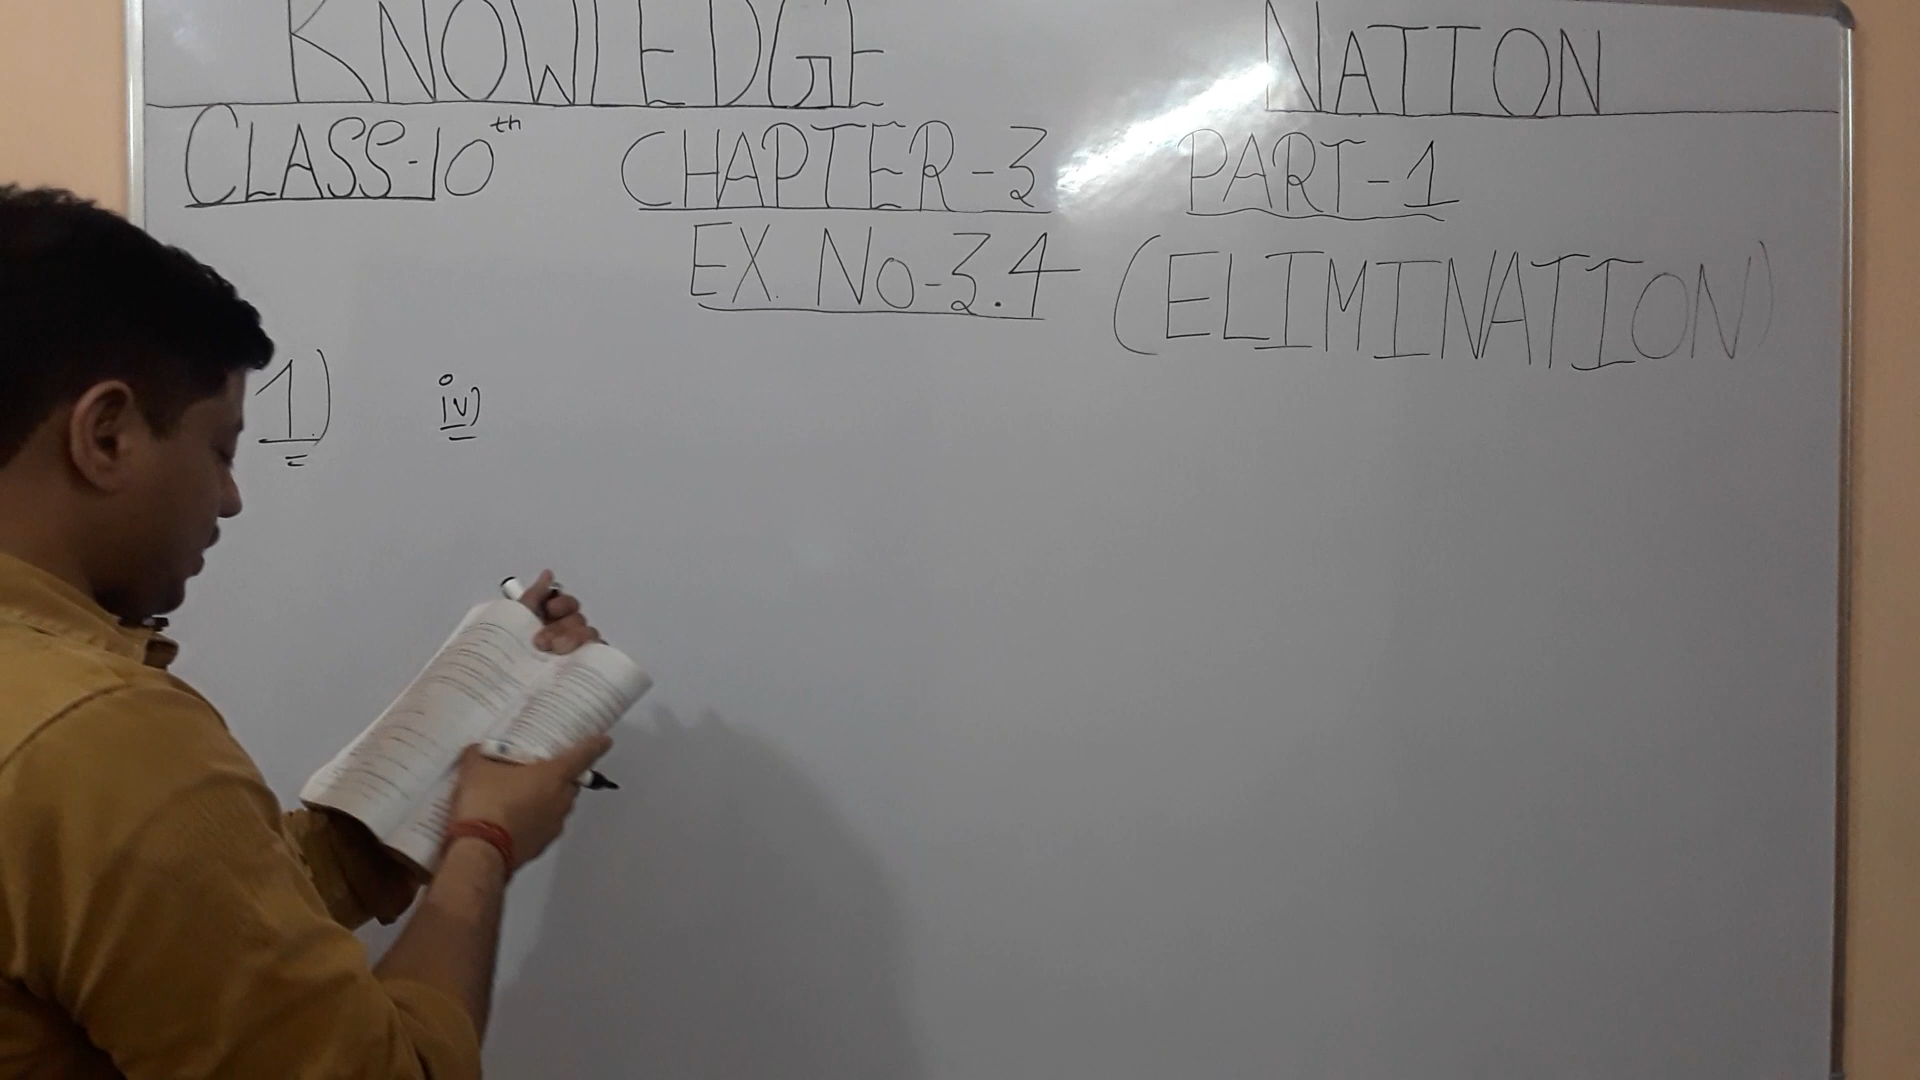 KNOWLEDGE NATION
CLASS-10th CHAPTER-3 PART-1
EX. NO-3.4 (ELIMINATION)
1) iv)